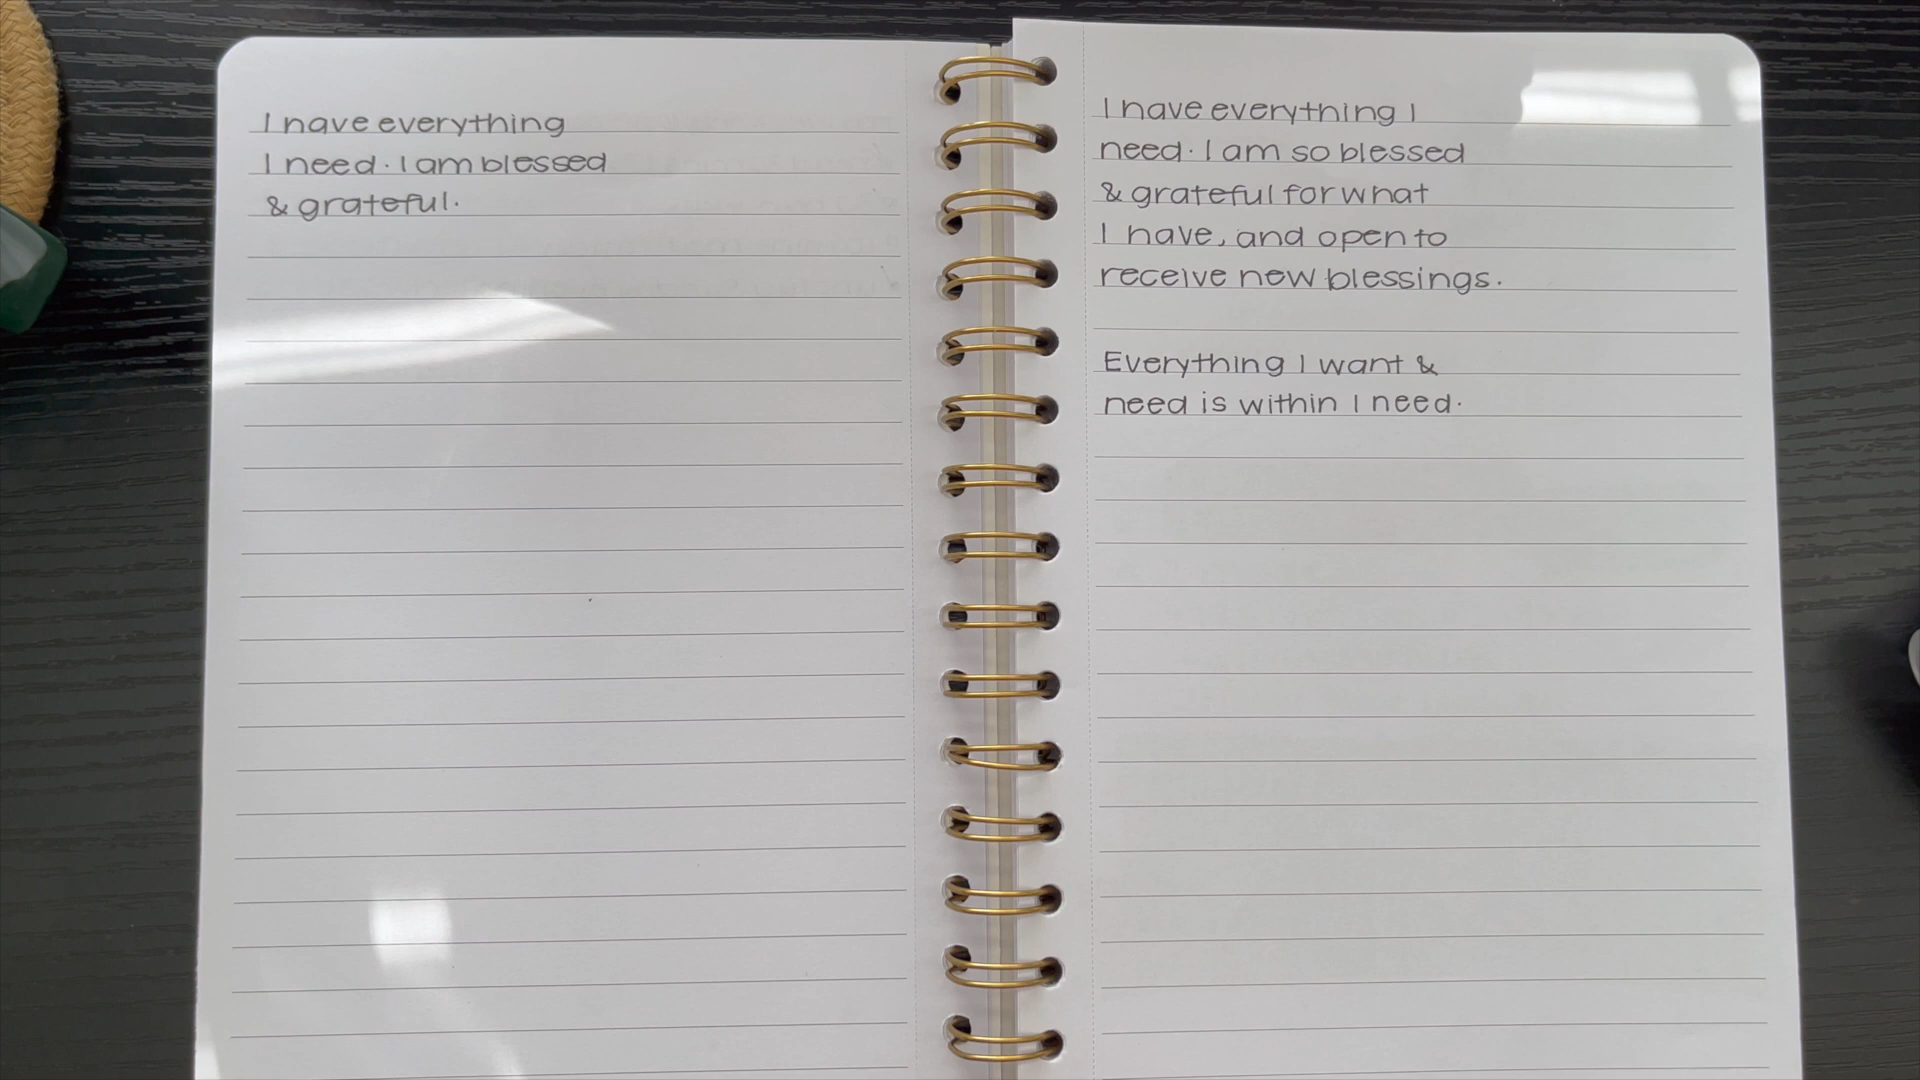 I have everything
I need. I am blessed
& grateful.
I have everything I
need. I am so blessed
& grateful for what
I have, and open to
receive new blessings.
Everything I want &
need is within I need.